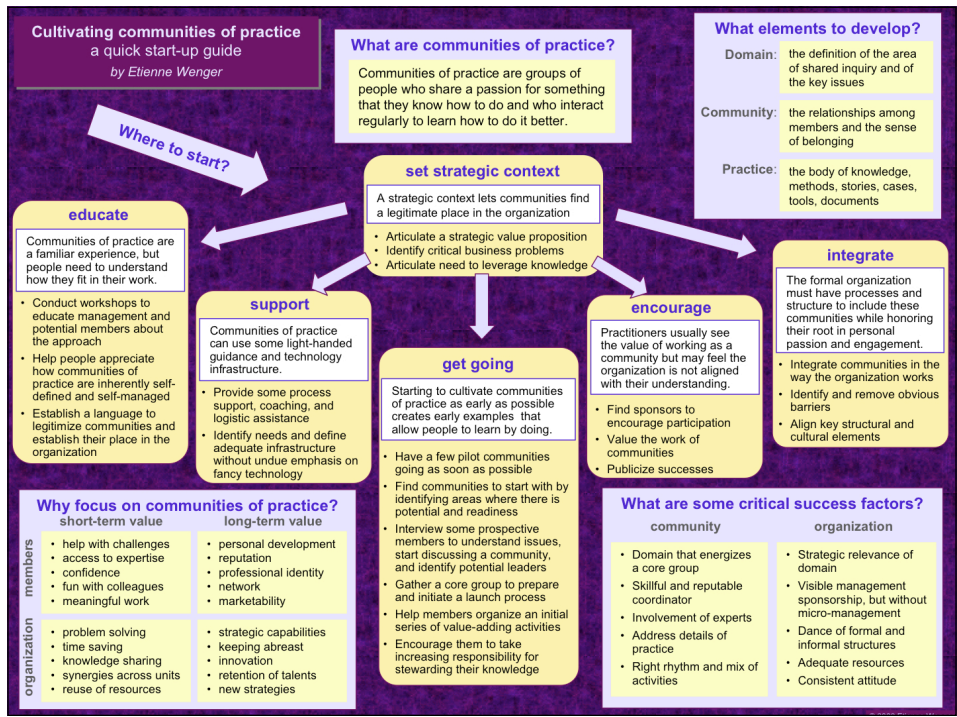 Cultivating communities of practice
a quick start-up guide
by Etienne Wenger
What are communities of practice?
Communities of practice are groups of
people who share a passion for something
that they know how to do and who interact
regularly to learn how to do it better.
What elements to develop?
Domain: the definition of the area
of shared inquiry and of
the key issues
Community: the relationships among
members and the sense
of belonging
Practice: the body of knowledge,
methods, stories, cases,
tools, documents
Where to start?
set strategic context
A strategic context lets communities find
a legitimate place in the organization
• Articulate a strategic value proposition
• Identify critical business problems
• Articulate need to leverage knowledge
educate
Communities of practice are
a familiar experience, but
people need to understand
how they fit in their work.
• Conduct workshops to
educate management and
potential members about
the approach
• Help people appreciate
how communities of
practice are inherently self-
defined and self-managed
• Establish a language to
legitimize communities and
establish their place in the
organization
support
Communities of practice
can use some light-handed
guidance and technology
infrastructure.
• Provide some process
support, coaching, and
logistic assistance
• Identify needs and define
adequate infrastructure
without undue emphasis on
fancy technology
get going
Starting to cultivate communities
of practice as early as possible
creates early examples that
allow people to learn by doing.
• Have a few pilot communities
going as soon as possible
• Find communities to start with by
identifying areas where there is
potential and readiness
• Interview some prospective
members to understand issues,
start discussing a community,
and identify potential leaders
• Gather a core group to prepare
and initiate a launch process
• Help members organize an initial
series of value-adding activities
• Encourage them to take
increasing responsibility for
stewarding their knowledge
encourage
Practitioners usually see
the value of working as a
community but may feel the
organization is not aligned
with their understanding.
• Find sponsors to
encourage participation
• Value the work of
communities
• Publicize successes
integrate
The formal organization
must have processes and
structure to include these
communities while honoring
their root in personal
passion and engagement.
• Integrate communities in the
way the organization works
• Identify and remove obvious
barriers
• Align key structural and
cultural elements
Why focus on communities of practice?
short-term value long-term value
members
• help with challenges
• access to expertise
• confidence
• fun with colleagues
• meaningful work
• personal development
• reputation
• professional identity
• network
• marketability
organization
• problem solving
• time saving
• knowledge sharing
• synergies across units
• reuse of resources
• strategic capabilities
• keeping abreast
• innovation
• retention of talents
• new strategies
What are some critical success factors?
community
• Domain that energizes
a core group
• Skillful and reputable
coordinator
• Involvement of experts
• Address details of
practice
• Right rhythm and mix of
activities
organization
• Strategic relevance of
domain
• Visible management
sponsorship, but without
micro-management
• Dance of formal and
informal structures
• Adequate resources
• Consistent attitude